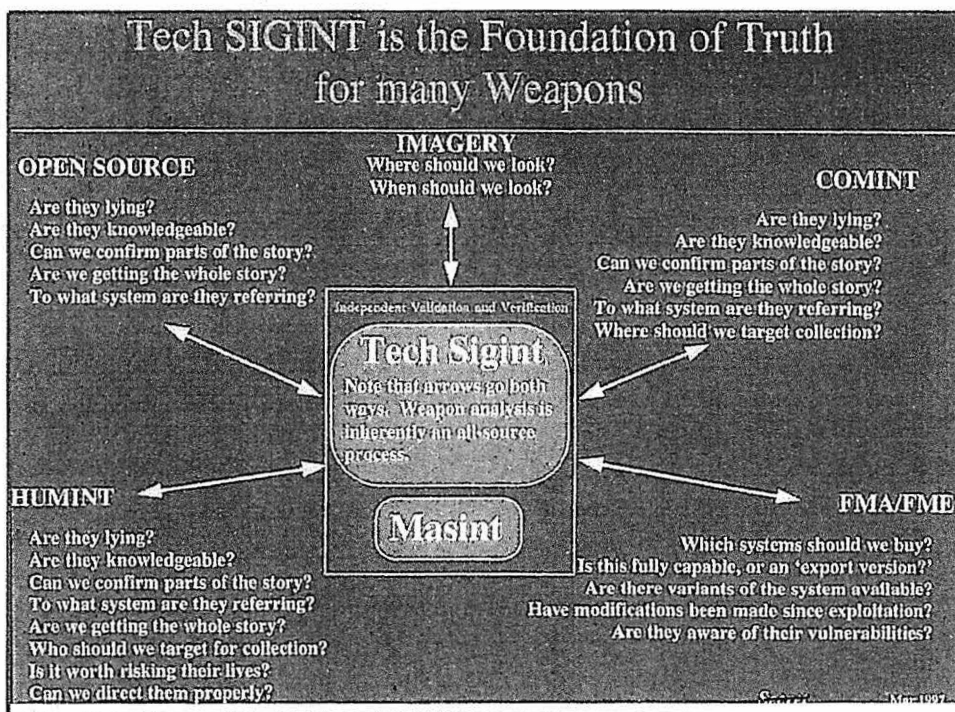 Tech SIGINT is the Foundation of Truth
for many Weapons
IMAGERY
Where should we look?
When should we look?
OPEN SOURCE
Are they lying?
Are they knowledgeable?
Can we confirm parts of the story?
Are we getting the whole story?
To what system are they referring?
COMINT
Are they lying?
Are they knowledgeable?
Can we confirm parts of the story?
Are we getting the whole story?
To what system are they referring?
Where should we target collection?
Independent Validation and Verification
Tech Sigint
Note that arrows go both
ways. Weapon analysis is
inherently an all-source
process.
Masint
HUMINT
Are they lying?
Are they knowledgeable?
Can we confirm parts of the story?
To what system are they referring?
Are we getting the whole story?
Who should we target for collection?
Is it worth risking their lives?
Can we direct them properly?
FMA/FME
Which systems should we buy?
Is this fully capable, or an 'export version?'
Are there variants of the system available?
Have modifications been made since exploitation?
Are they aware of their vulnerabilities?
Mar 1997